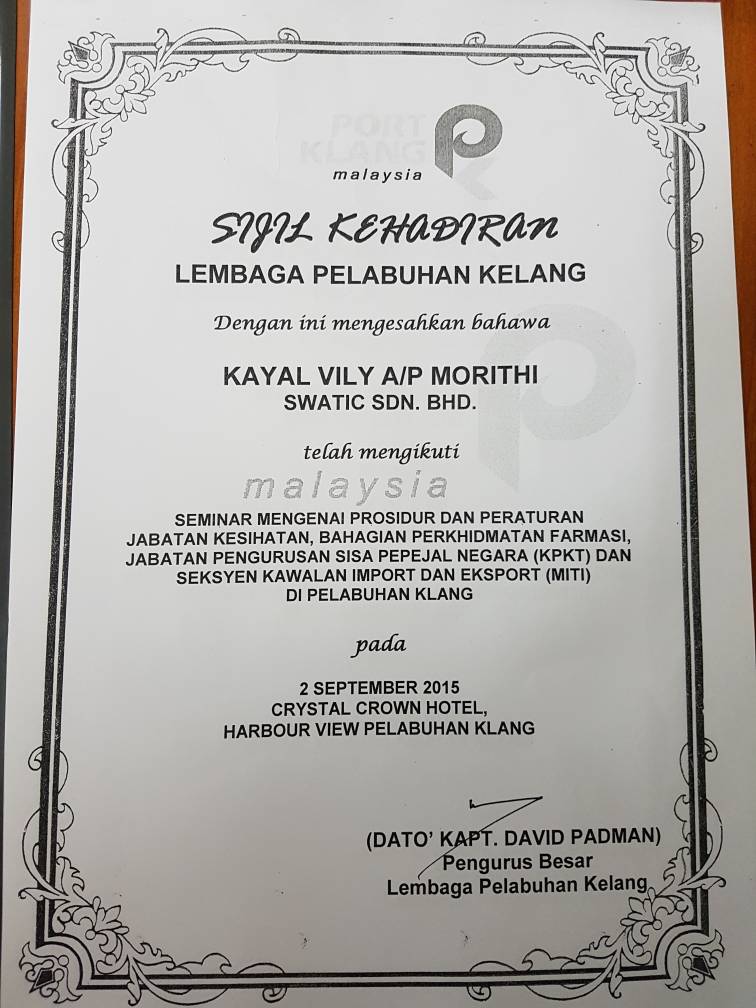 PORT
KLANG
malaysia
SIJIL KEHADIRAN
LEMBAGA PELABUHAN KELANG
Dengan ini mengesahkan bahawa
KAYAL VILY A/P MORITHI
SWATIC SDN. BHD.
telah mengikuti
malaysia
SEMINAR MENGENAI PROSIDUR DAN PERATURAN
JABATAN KESIHATAN, BAHAGIAN PERKHIDMATAN FARMASI,
JABATAN PENGURUSAN SISA PEPEJAL NEGARA (KPKT) DAN
SEKSYEN KAWALAN IMPORT DAN EKSPORT (MITI)
DI PELABUHAN KLANG
pada
2 SEPTEMBER 2015
CRYSTAL CROWN HOTEL,
HARBOUR VIEW PELABUHAN KLANG
(DATO' KAPT. DAVID PADMAN)
Pengurus Besar
Lembaga Pelabuhan Kelang